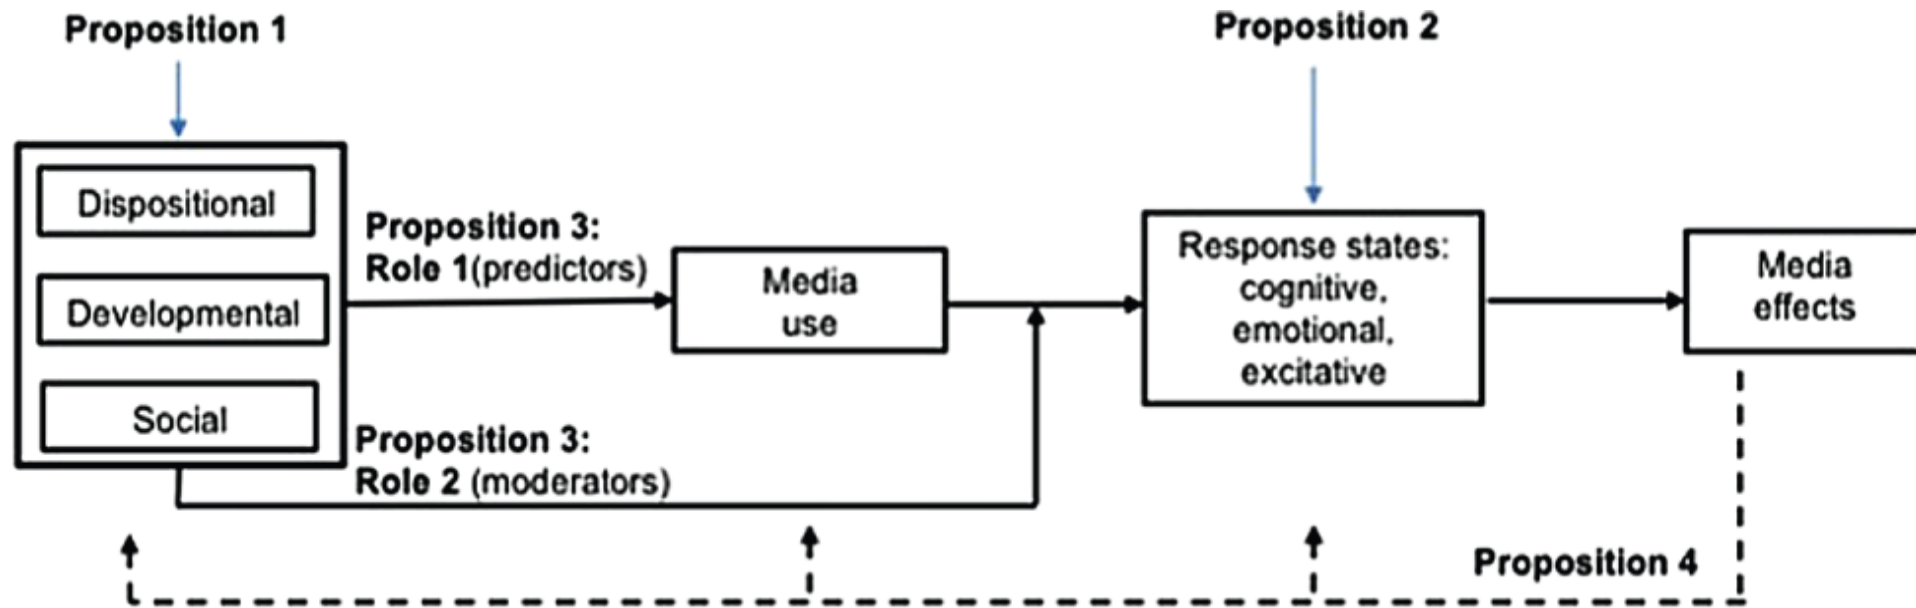 Proposition 1
Proposition 2
Dispositional
Developmental
Social
Proposition 3:
Role 1(predictors)
Media
use
Response states:
cognitive,
emotional,
excitative
Media
effects
Proposition 3:
Role 2 (moderators)
Proposition 4